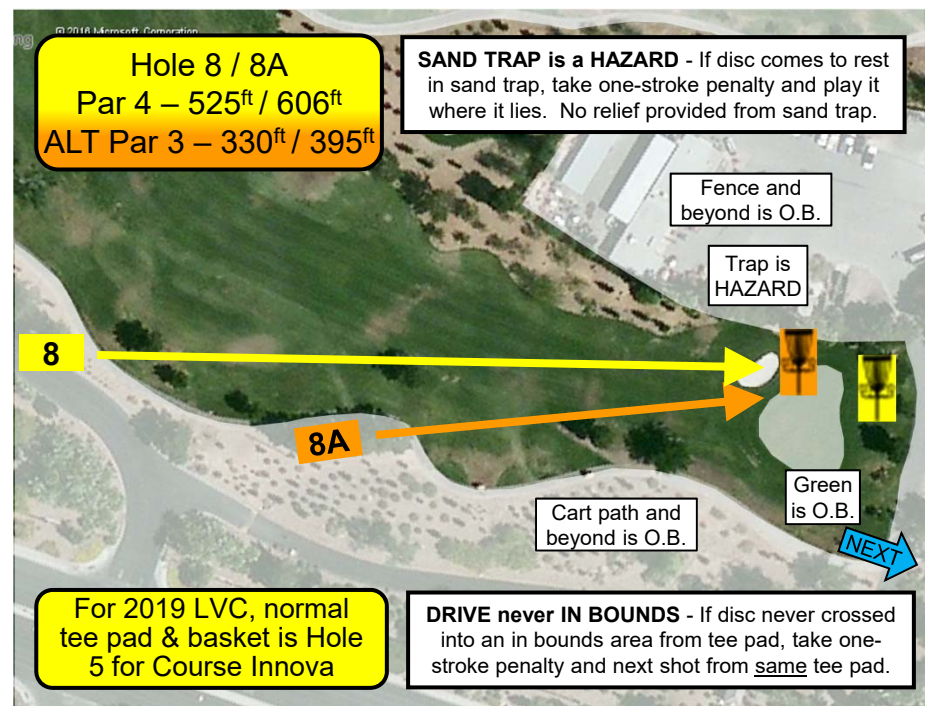 ng
© 2016 Microsoft Corporation
Hole 8 / 8A
Par 4 – 525ft / 606ft
ALT Par 3 – 330ft / 395ft
SAND TRAP is a HAZARD - If disc comes to rest
in sand trap, take one-stroke penalty and play it
where it lies. No relief provided from sand trap.
Fence and
beyond is O.B.
Trap is
HAZARD
8
8A
Green
is O.B.
Cart path and
beyond is O.B.
NEXT
For 2019 LVC, normal
tee pad & basket is Hole
5 for Course Innova
DRIVE never IN BOUNDS - If disc never crossed
into an in bounds area from tee pad, take one-
stroke penalty and next shot from same tee pad.